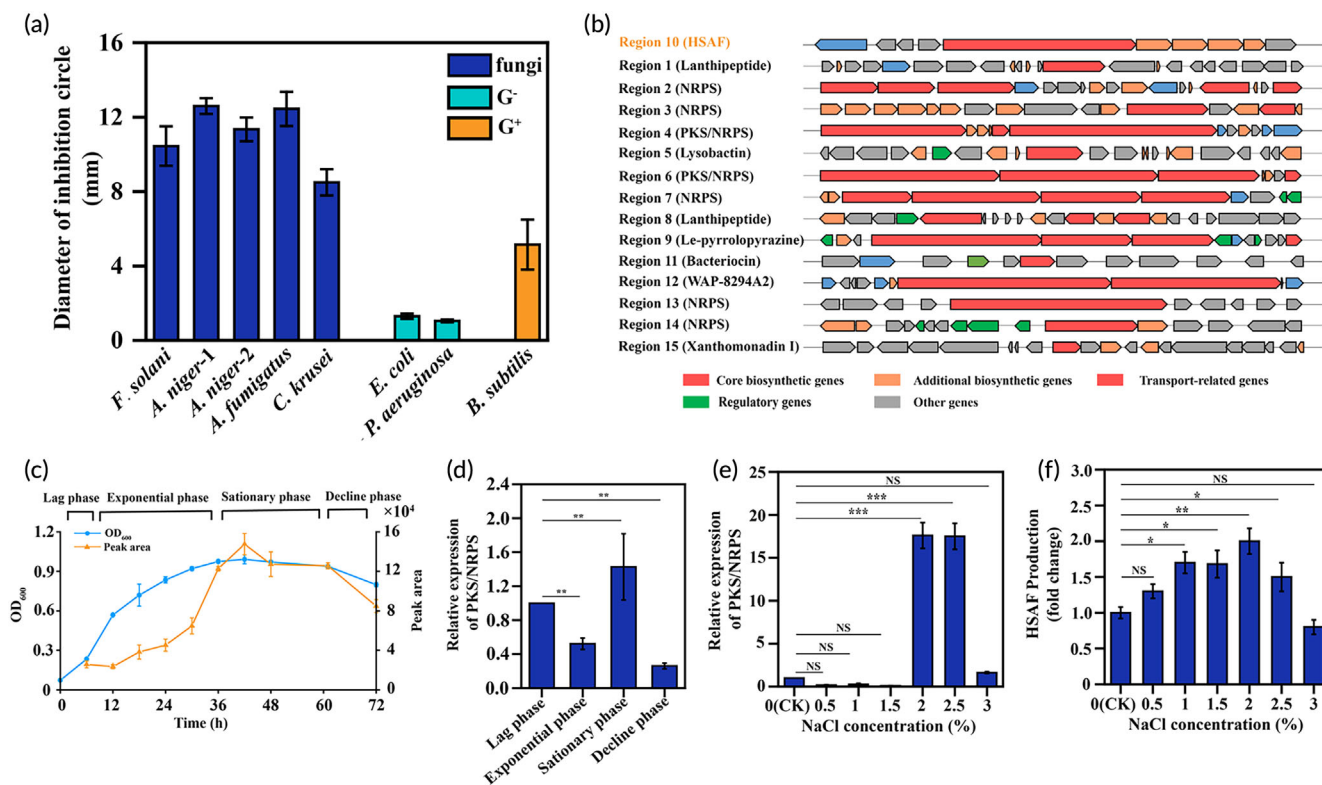 (a)
16
12
8
4
0
Diameter of inhibition circle
(mm)
fungi
G-
G+
F. solani
A. niger-1
A. niger-2
A. fumigatus
C. krusei
E. coli
P. aeruginosa
B. subtilis
(b)
Region 10 (HSAF)
Region 1 (Lanthipeptide)
Region 2 (NRPS)
Region 3 (NRPS)
Region 4 (PKS/NRPS)
Region 5 (Lysobactin)
Region 6 (PKS/NRPS)
Region 7 (NRPS)
Region 8 (Lanthipeptide)
Region 9 (Le-pyrrolopyrazine)
Region 11 (Bacteriocin)
Region 12 (WAP-8294A2)
Region 13 (NRPS)
Region 14 (NRPS)
Region 15 (Xanthomonadin I)
Core biosynthetic genes
Additional biosynthetic genes
Transport-related genes
Regulatory genes
Other genes
(c)
Lag phase
Exponential phase
Sationary phase
Decline phase
×10⁴
OD600
Peak area
1.2
0.9
0.6
0.3
0.0
OD600
16
12
8
4
0
Peak area
0 12 24 36 48 60 72
Time (h)
(d)
2.4
2.0
1.6
1.2
0.8
0.4
0.0
Relative expression
of PKS/NRPS
**
**
**
Lag phase
Exponential phase
Sationary phase
Decline phase
(e)
25
20
15
10
5
0
Relative expression
of PKS/NRPS
NS
***
***
NS
NS
NS
0(CK) 0.5 1 1.5 2 2.5 3
NaCl concentration (%)
(f)
3.0
2.5
2.0
1.5
1.0
0.5
0.0
HSAF Production
(fold change)
NS
*
**
*
*
NS
0(CK) 0.5 1 1.5 2 2.5 3
NaCl concentration (%)